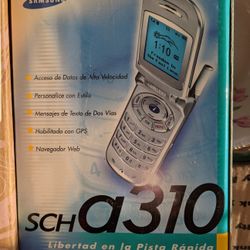 SAMSUNG
Acceso de Datos de Alta Velocidad
Personalice con Estilo
Mensajes de Texto de Dos Vías
Habilitado con GPS
Navegador Web
1:10
SCH a310
Libertad en la Pista Rápida